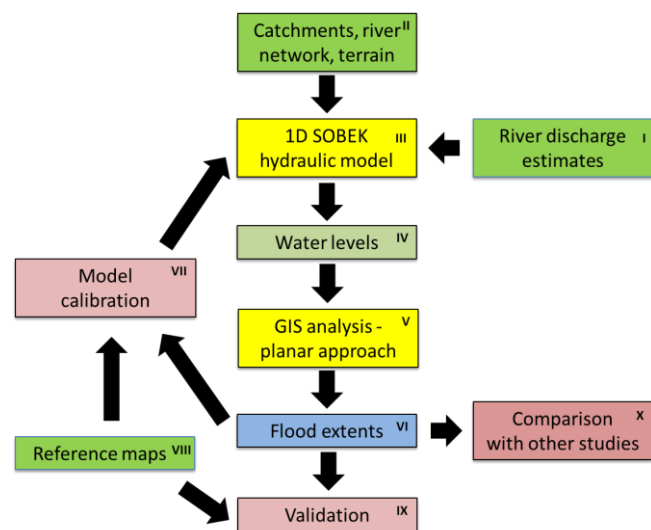 Catchments, river II
network, terrain
1D SOBEK III
hydraulic model
River discharge I
estimates
Water levels IV
Model VII
calibration
GIS analysis - V
planar approach
Flood extents VI
Comparison X
with other studies
Reference maps VIII
Validation IX